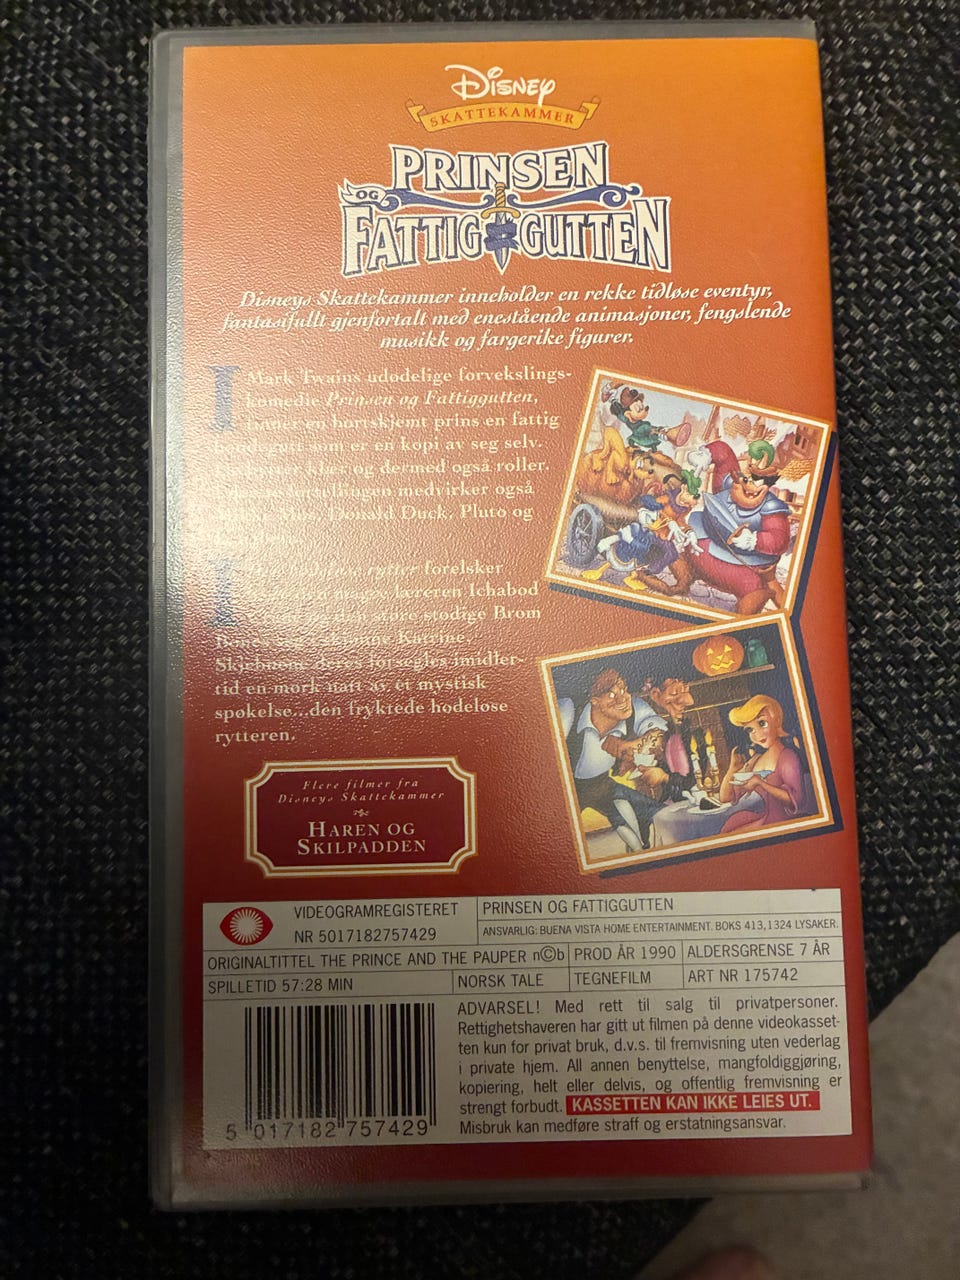 DISNEY
SKATTEKAMMER
PRINSEN
OG
FATTIGGUTTEN
Disneys Skattekammer inneholder en rekke tidløse eventyr,
fantasifullt gjenfortalt med enestående animasjoner, fengslende
musikk og fargerike figurer.
I Mark Twains udødelige forvekslings-
komedie Prinsen og Fattiggutten,
en bortskjemt prins en fattig
som er en kopi av seg selv.
klær og dermed også roller.
medvirker også
Donald Duck, Pluto og
I rytter forelsker
læreren Ichabod
større stødige Brom
Katrine.
Skjebnene deres forsegles imidler-
tid en mørk natt av et mystisk
spøkelse...den fryktede hodeløse
rytteren.
Flere filmer fra
Disneys Skattekammer
HAREN OG
SKILPADDEN
VIDEOGRAMREGISTERET
NR 5017182757429
PRINSEN OG FATTIGGUTTEN
ANSVARLIG: BUENA VISTA HOME ENTERTAINMENT. BOKS 413,1324 LYSAKER.
ORIGINALTITTEL THE PRINCE AND THE PAUPER n©b PROD ÅR 1990 ALDERSGRENSE 7 ÅR
SPILLETID 57:28 MIN NORSK TALE TEGNEFILM ART NR 175742
ADVARSEL! Med rett til salg til privatpersoner.
Rettighetshaveren har gitt ut filmen på denne videokasset-
ten kun for privat bruk, d.v.s. til fremvisning uten vederlag
i private hjem. All annen benyttelse, mangfoldiggjøring,
kopiering, helt eller delvis, og offentlig fremvisning er
strengt forbudt. KASSETTEN KAN IKKE LEIES UT.
Misbruk kan medføre straff og erstatningsansvar.
5 017182 757429